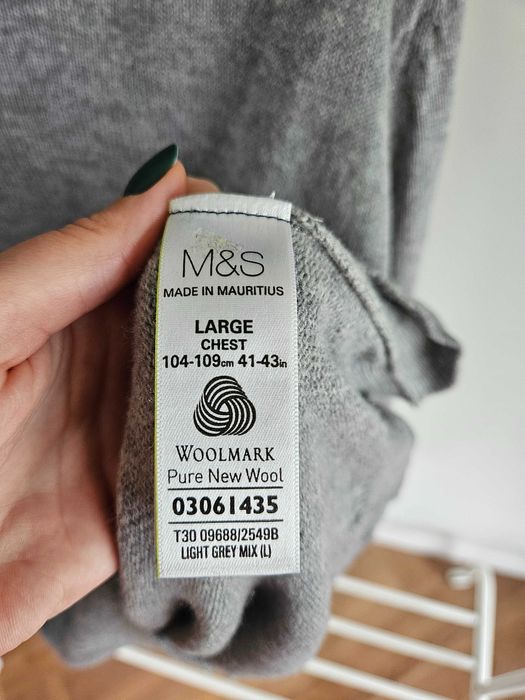 M&S
MADE IN MAURITIUS
LARGE
CHEST
104-109cm 41-43in
WOOLMARK
Pure New Wool
03061435
T30 09688/2549B
LIGHT GREY MIX (L)